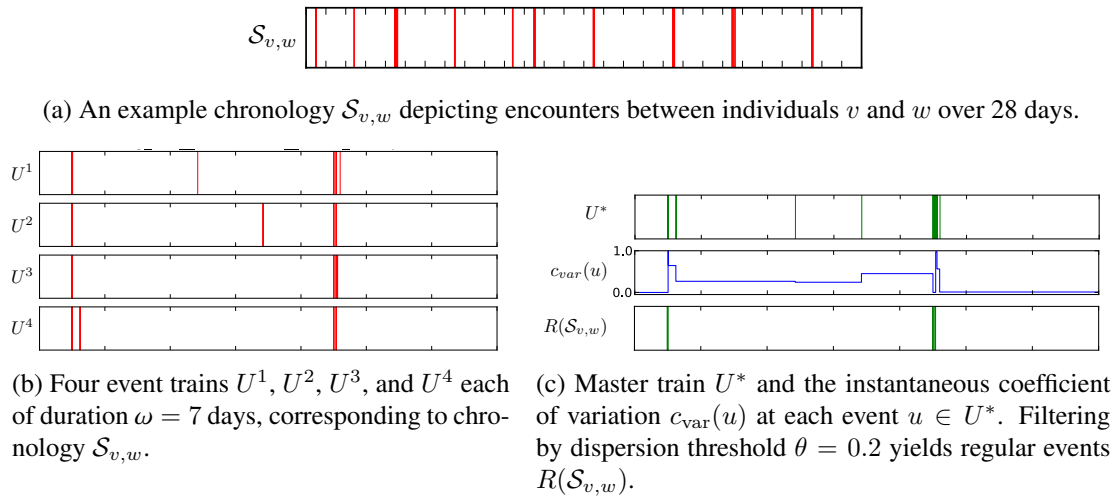 𝒮v,w
(a) An example chronology 𝒮v,w depicting encounters between individuals v and w over 28 days.
U¹
U²
U³
U⁴
(b) Four event trains U¹, U², U³, and U⁴ each
of duration ω = 7 days, corresponding to chro-
nology 𝒮v,w.
U*
1.0
cvar(u)
0.0
R(𝒮v,w)
(c) Master train U* and the instantaneous coefficient
of variation cvar(u) at each event u ∈ U*. Filtering
by dispersion threshold θ = 0.2 yields regular events
R(𝒮v,w).